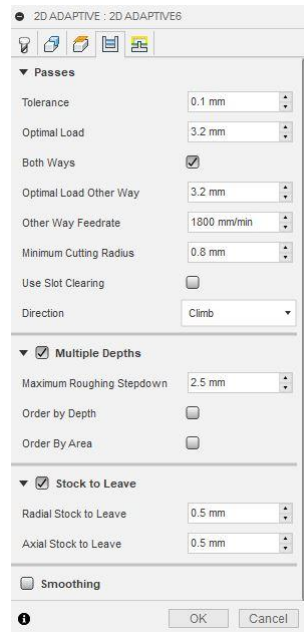 2D ADAPTIVE : 2D ADAPTIVE6
Passes
Tolerance 0.1 mm
Optimal Load 3.2 mm
Both Ways
Optimal Load Other Way 3.2 mm
Other Way Feedrate 1800 mm/min
Minimum Cutting Radius 0.8 mm
Use Slot Clearing
Direction Climb
Multiple Depths
Maximum Roughing Stepdown 2.5 mm
Order by Depth
Order By Area
Stock to Leave
Radial Stock to Leave 0.5 mm
Axial Stock to Leave 0.5 mm
Smoothing
OK Cancel